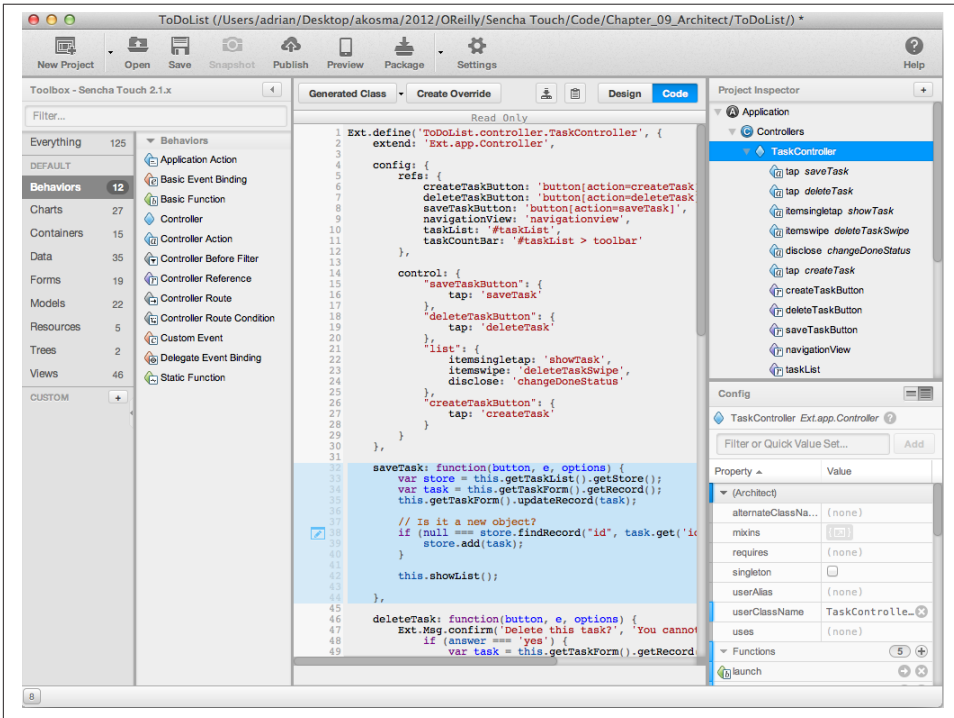 ToDoList (/Users/adrian/Desktop/akosma/2012/OReilly/Sencha Touch/Code/Chapter_09_Architect/ToDoList/) *
New Project
Open
Save
Snapshot
Publish
Preview
Package
Settings
Help
Toolbox - Sencha Touch 2.1.x
Filter...
Everything 125
DEFAULT
Behaviors 12
Charts 27
Containers 15
Data 35
Forms 19
Models 22
Resources 5
Trees 2
Views 46
CUSTOM +
Behaviors
Application Action
Basic Event Binding
Basic Function
Controller
Controller Action
Controller Before Filter
Controller Reference
Controller Route
Controller Route Condition
Custom Event
Delegate Event Binding
Static Function
Generated Class
Create Override
Design
Code
Read Only
1 Ext.define('ToDoList.controller.TaskController', {
2 extend: 'Ext.app.Controller',
3
4 config: {
5 refs: {
6 createTaskButton: 'button[action=createTask
7 deleteTaskButton: 'button[action=deleteTask
8 saveTaskButton: 'button[action=saveTask]',
9 navigationView: 'navigationview',
10 taskList: '#taskList',
11 taskCountBar: '#taskList > toolbar'
12 },
13
14 control: {
15 "saveTaskButton": {
16 tap: 'saveTask'
17 },
18 "deleteTaskButton": {
19 tap: 'deleteTask'
20 },
21 "list": {
22 itemsingletap: 'showTask',
23 itemswipe: 'deleteTaskSwipe',
24 disclose: 'changeDoneStatus'
25 },
26 "createTaskButton": {
27 tap: 'createTask'
28 }
29 }
30 },
31
32 saveTask: function(button, e, options) {
33 var store = this.getTaskList().getStore();
34 var task = this.getTaskForm().getRecord();
35 this.getTaskForm().updateRecord(task);
36
37 // Is it a new object?
38 if (null === store.findRecord("id", task.get('id
39 store.add(task);
40 }
41
42 this.showList();
43
44 },
45
46 deleteTask: function(button, e, options) {
47 Ext.Msg.confirm('Delete this task?', 'You cannot
48 if (answer === 'yes') {
49 var task = this.getTaskForm().getRecord(
Project Inspector +
Application
Controllers
TaskController
tap saveTask
tap deleteTask
itemsingletap showTask
itemswipe deleteTaskSwipe
disclose changeDoneStatus
tap createTask
createTaskButton
deleteTaskButton
saveTaskButton
navigationView
taskList
Config
TaskController Ext.app.Controller ?
Filter or Quick Value Set...
Add
Property Value
(Architect)
alternateClassNa... (none)
mixins
requires (none)
singleton
userAlias (none)
userClassName TaskControlle...
uses (none)
Functions 5 +
launch
8